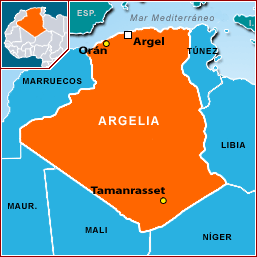 ESP.
Mar Mediterráneo
Orán
Argel
TÚNEZ
MARRUECOS
ARGELIA
LIBIA
Tamanrasset
MAUR.
MALI
NÍGER